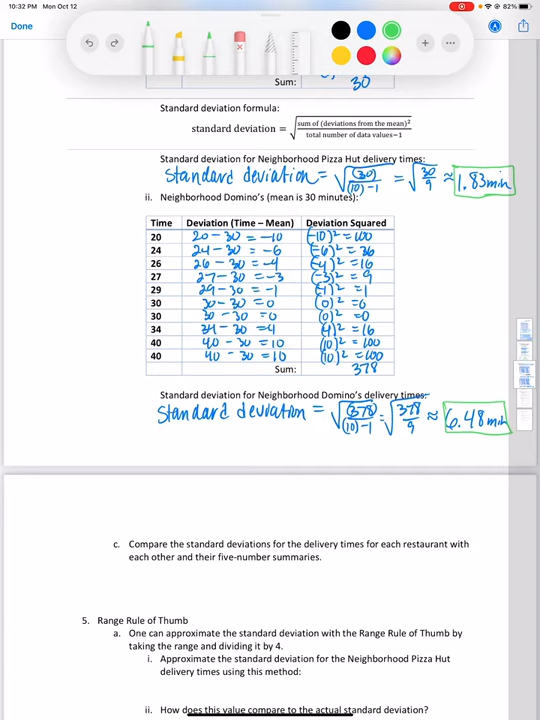 10:32 PM Mon Oct 12
82%
Done
Sum: 30
Standard deviation formula:
standard deviation = √(sum of (deviations from the mean)² / total number of data values−1)
Standard deviation for Neighborhood Pizza Hut delivery times:
Standard deviation = √((30)/(10)-1) = √(30/9) ≈ 1.83min
ii. Neighborhood Domino's (mean is 30 minutes):
Time Deviation (Time – Mean) Deviation Squared
20 20 - 30 = -10 (-10)² = 100
24 24 - 30 = -6 (-6)² = 36
26 26 - 30 = -4 (-4)² = 16
27 27 - 30 = -3 (-3)² = 9
29 29 - 30 = -1 (-1)² = 1
30 30 - 30 = 0 (0)² = 0
30 30 - 30 = 0 (0)² = 0
34 34 - 30 = 4 (4)² = 16
40 40 - 30 = 10 (10)² = 100
40 40 - 30 = 10 (10)² = 100
Sum: 378
Standard deviation for Neighborhood Domino's delivery times:
Standard deviation = √((378)/(10)-1) = √(378/9) ≈ 6.48min
c. Compare the standard deviations for the delivery times for each restaurant with
each other and their five-number summaries.
5. Range Rule of Thumb
a. One can approximate the standard deviation with the Range Rule of Thumb by
taking the range and dividing it by 4.
i. Approximate the standard deviation for the Neighborhood Pizza Hut
delivery times using this method:
ii. How does this value compare to the actual standard deviation?